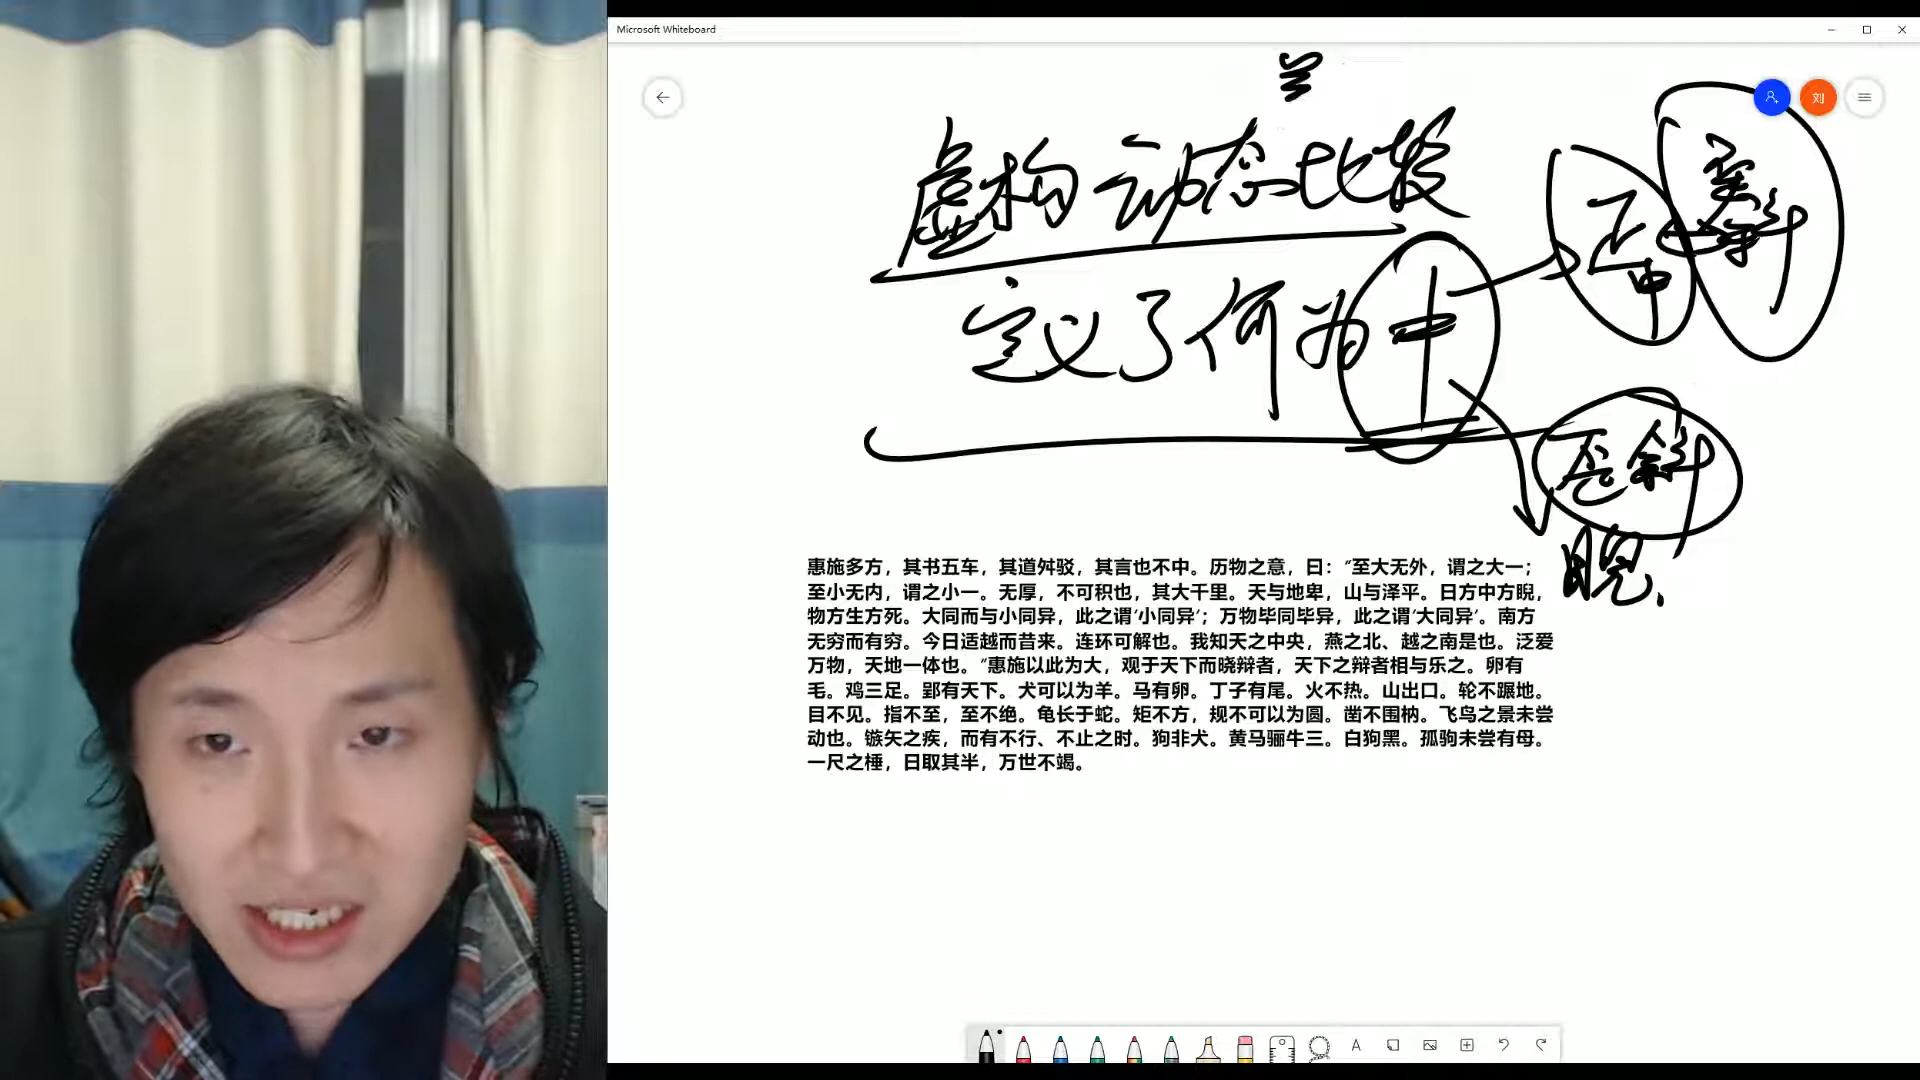 Microsoft Whiteboard
刘
虚构动态比较
定义了何为中
正中
歪斜
睨
惠施多方，其书五车，其道舛驳，其言也不中。历物之意，曰：“至大无外，谓之大一；
至小无内，谓之小一。无厚，不可积也，其大千里。天与地卑，山与泽平。日方中方睨，
物方生方死。大同而与小同异，此之谓‘小同异’；万物毕同毕异，此之谓‘大同异’。南方
无穷而有穷。今日适越而昔来。连环可解也。我知天之中央，燕之北、越之南是也。泛爱
万物，天地一体也。”惠施以此为大，观于天下而晓辩者，天下之辩者相与乐之。卵有
毛。鸡三足。郢有天下。犬可以为羊。马有卵。丁子有尾。火不热。山出口。轮不蹍地。
目不见。指不至，至不绝。龟长于蛇。矩不方，规不可以为圆。凿不围枘。飞鸟之景未尝
动也。镞矢之疾，而有不行、不止之时。狗非犬。黄马骊牛三。白狗黑。孤驹未尝有母。
一尺之棰，日取其半，万世不竭。